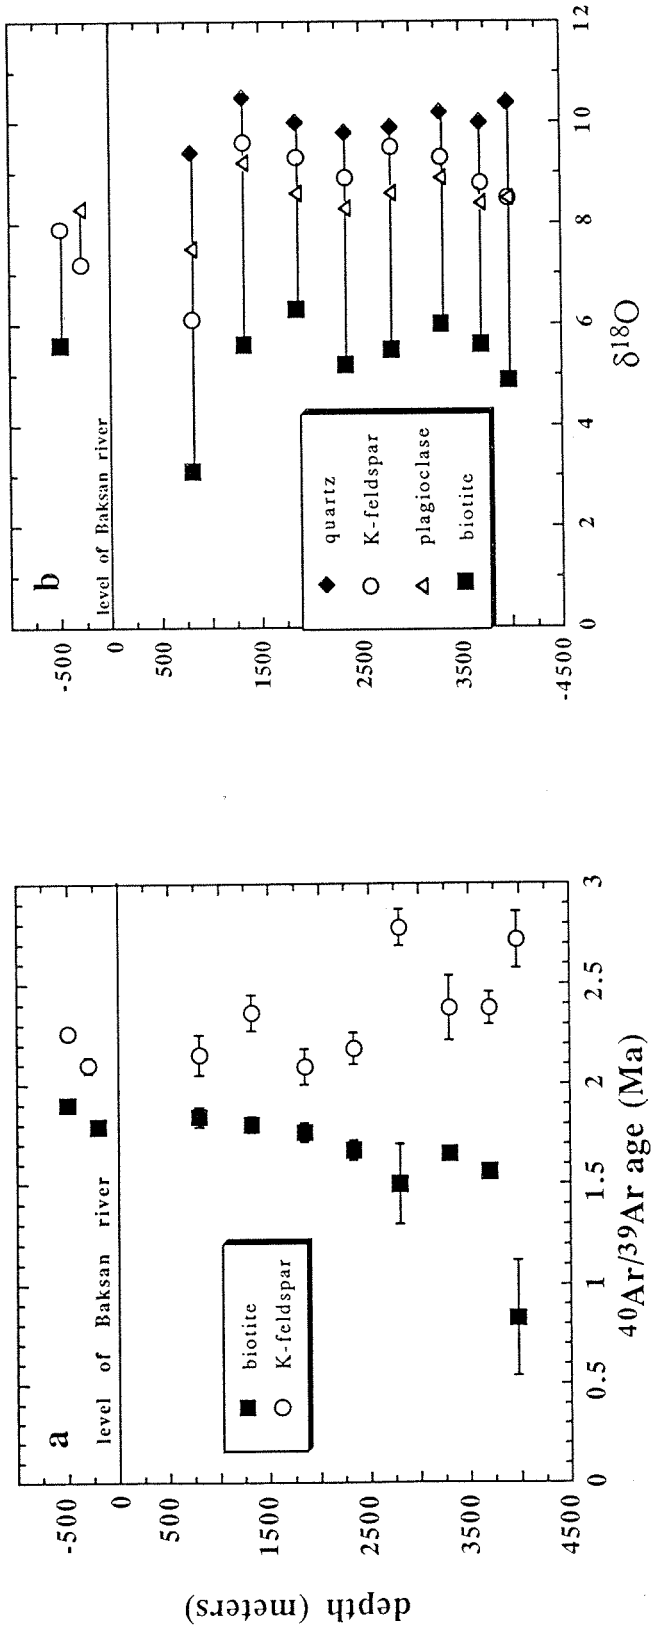 a
level of Baksan river
biotite
K-feldspar
-500
0
500
1500
2500
3500
4500
depth (meters)
0
0.5
1
1.5
2
2.5
3
40Ar/39Ar age (Ma)
b
level of Baksan river
quartz
K-feldspar
plagioclase
biotite
-500
0
1500
2500
3500
-4500
0
2
4
6
8
10
12
δ18O